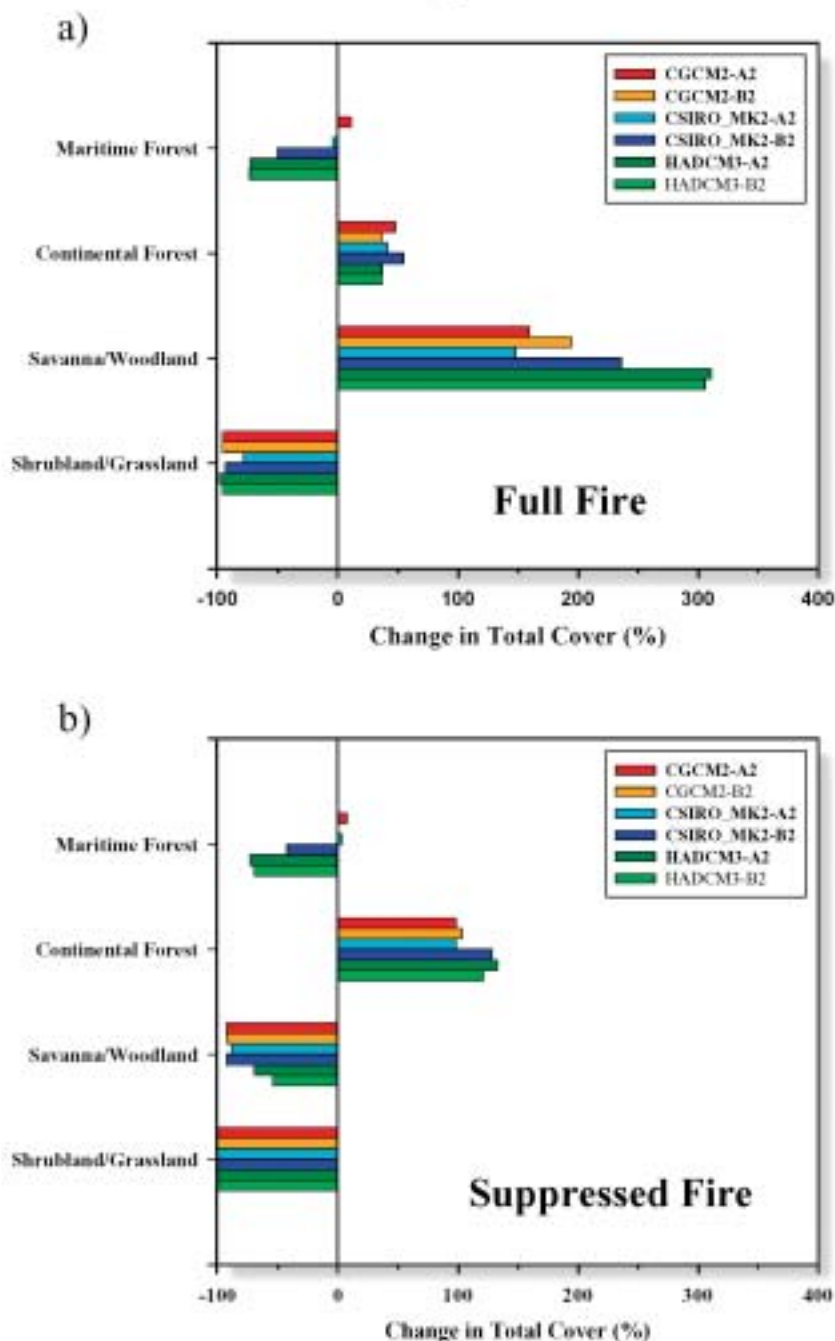 a)
CGCM2-A2
CGCM2-B2
CSIRO_MK2-A2
CSIRO_MK2-B2
HADCM3-A2
HADCM3-B2
Maritime Forest
Continental Forest
Savanna/Woodland
Shrubland/Grassland
Full Fire
-100 0 100 200 300 400
Change in Total Cover (%)
b)
CGCM2-A2
CGCM2-B2
CSIRO_MK2-A2
CSIRO_MK2-B2
HADCM3-A2
HADCM3-B2
Maritime Forest
Continental Forest
Savanna/Woodland
Shrubland/Grassland
Suppressed Fire
-100 0 100 200 300 400
Change in Total Cover (%)